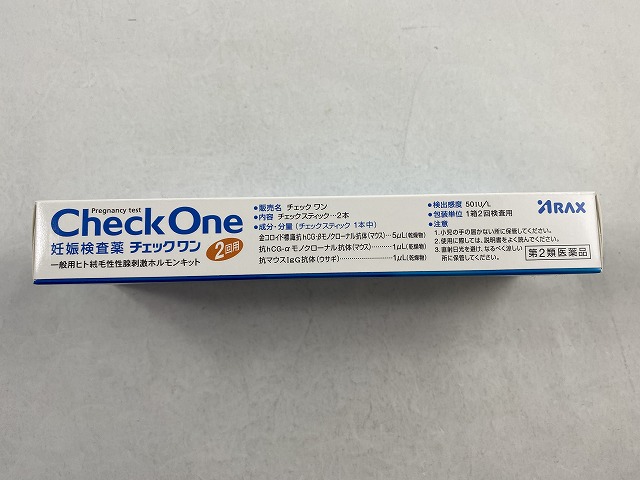 Pregnancy test
Check One
妊娠検査薬 チェックワン
2回用
一般用ヒト絨毛性性腺刺激ホルモンキット
●販売名 チェック ワン
●内容 チェックスティック…2本
●成分・分量（チェックスティック 1本中）
金コロイド標識抗hCG-βモノクローナル抗体（マウス）…5μL（乾燥物）
抗hCG-αモノクローナル抗体（マウス）………1μL（乾燥物）
抗マウスIgG抗体（ウサギ）………………1μL（乾燥物）
●検出感度 50IU/L
●包装単位 1箱2回検査用
●注意
1.小児の手の届かない所に保管してください。
2.使用に際しては、説明書をよく読んでください。
3.直射日光を避け、なるべく涼しい
所に保管してください。
ARAX
第2類医薬品